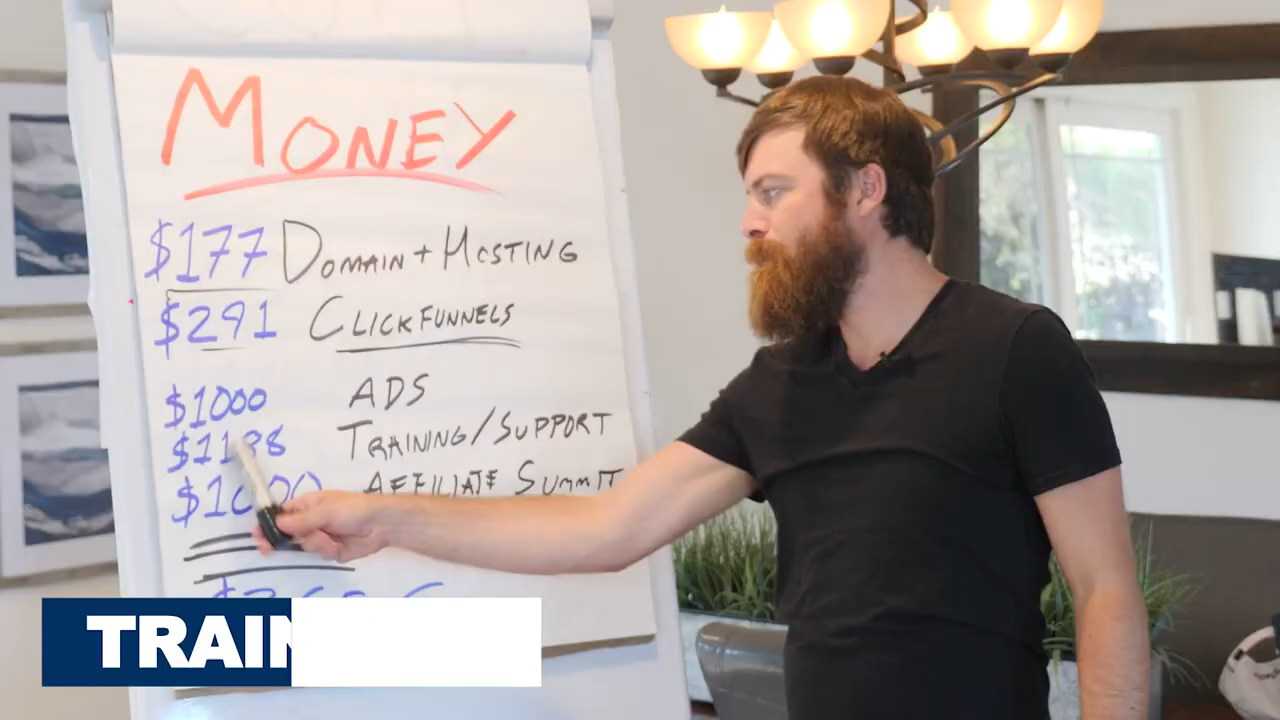 MONEY
$177 DOMAIN + HOSTING
$291 CLICKFUNNELS
$1000 ADS
TRAINING/SUPPORT
AFFILIATE SUMMIT
TRAIN